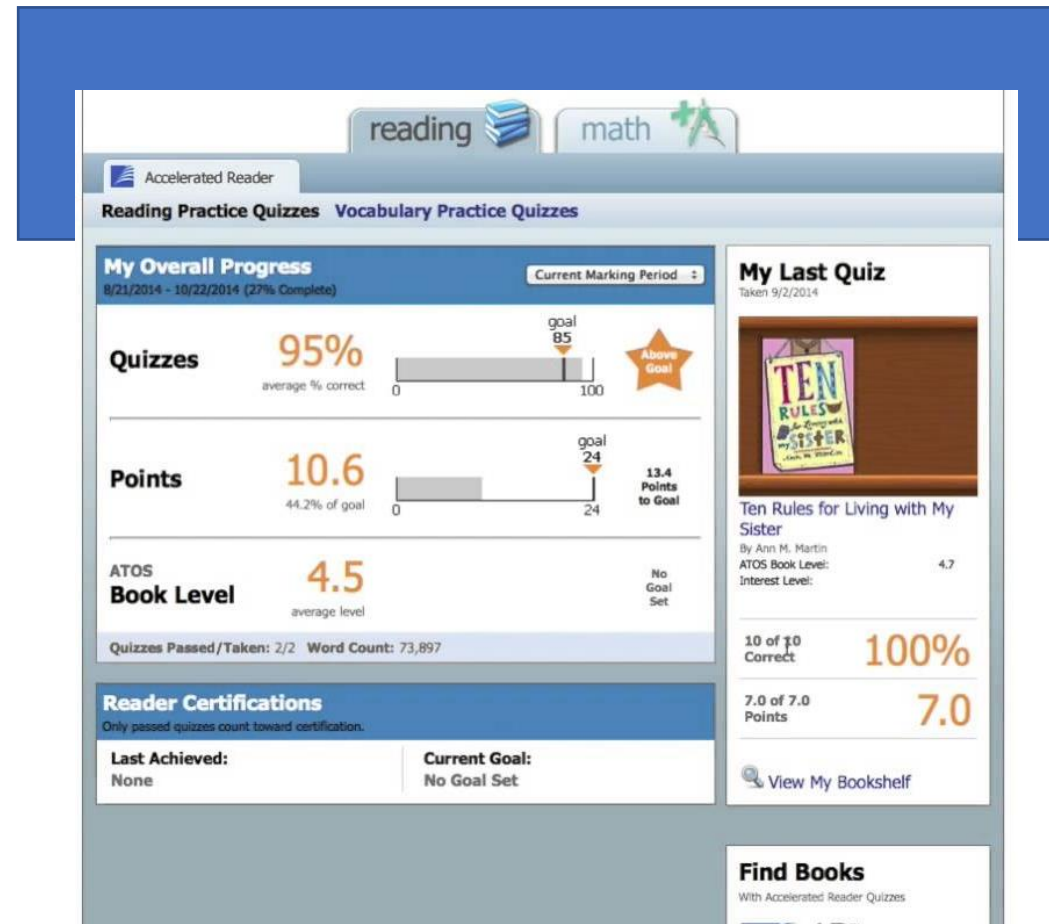 reading
math
Accelerated Reader
Reading Practice Quizzes Vocabulary Practice Quizzes
My Overall Progress
8/21/2014 - 10/22/2014 (27% Complete)
Current Marking Period
Quizzes
95%
average % correct
goal
85
0
100
Above
Goal
Points
10.6
44.2% of goal
goal
24
0
24
13.4
Points
to Goal
ATOS
Book Level
4.5
average level
No
Goal
Set
Quizzes Passed/Taken: 2/2 Word Count: 73,897
Reader Certifications
Only passed quizzes count toward certification.
Last Achieved:
None
Current Goal:
No Goal Set
My Last Quiz
Taken 9/2/2014
TEN
RULES
for Living with
my SISTER
Ann M. Martin
Ten Rules for Living with My
Sister
By Ann M. Martin
ATOS Book Level: 4.7
Interest Level:
10 of 10
Correct
100%
7.0 of 7.0
Points
7.0
View My Bookshelf
Find Books
With Accelerated Reader Quizzes